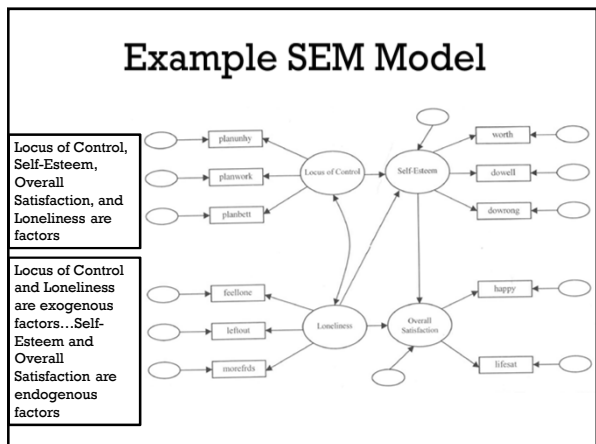 Example SEM Model
Locus of Control,
Self-Esteem,
Overall
Satisfaction, and
Loneliness are
factors
Locus of Control
and Loneliness
are exogenous
factors...Self-
Esteem and
Overall
Satisfaction are
endogenous
factors
planunhy
planwork
planbett
Locus of Control
Self-Esteem
worth
dowell
dowrong
feellone
leftout
morefrds
Loneliness
Overall
Satisfaction
happy
lifesat